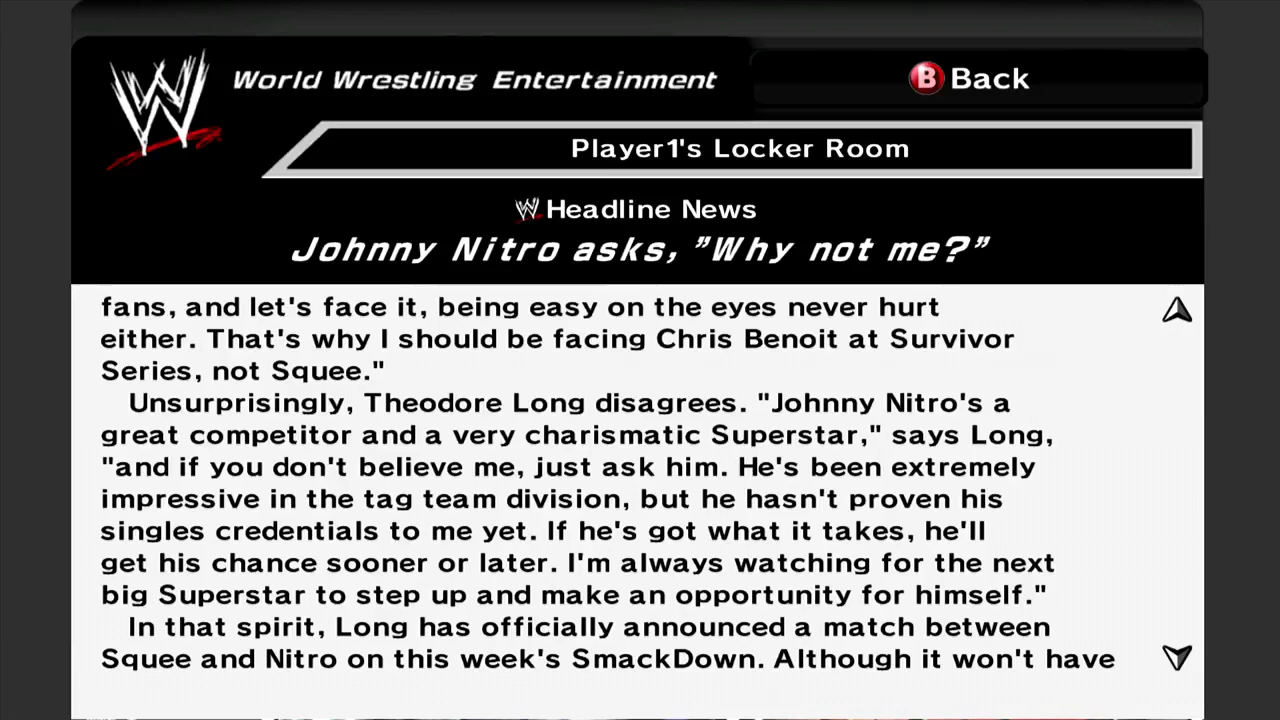 W World Wrestling Entertainment
B Back
Player1's Locker Room
W Headline News
Johnny Nitro asks, "Why not me?"
fans, and let's face it, being easy on the eyes never hurt
either. That's why I should be facing Chris Benoit at Survivor
Series, not Squee."
Unsurprisingly, Theodore Long disagrees. "Johnny Nitro's a
great competitor and a very charismatic Superstar," says Long,
"and if you don't believe me, just ask him. He's been extremely
impressive in the tag team division, but he hasn't proven his
singles credentials to me yet. If he's got what it takes, he'll
get his chance sooner or later. I'm always watching for the next
big Superstar to step up and make an opportunity for himself."
In that spirit, Long has officially announced a match between
Squee and Nitro on this week's SmackDown. Although it won't have